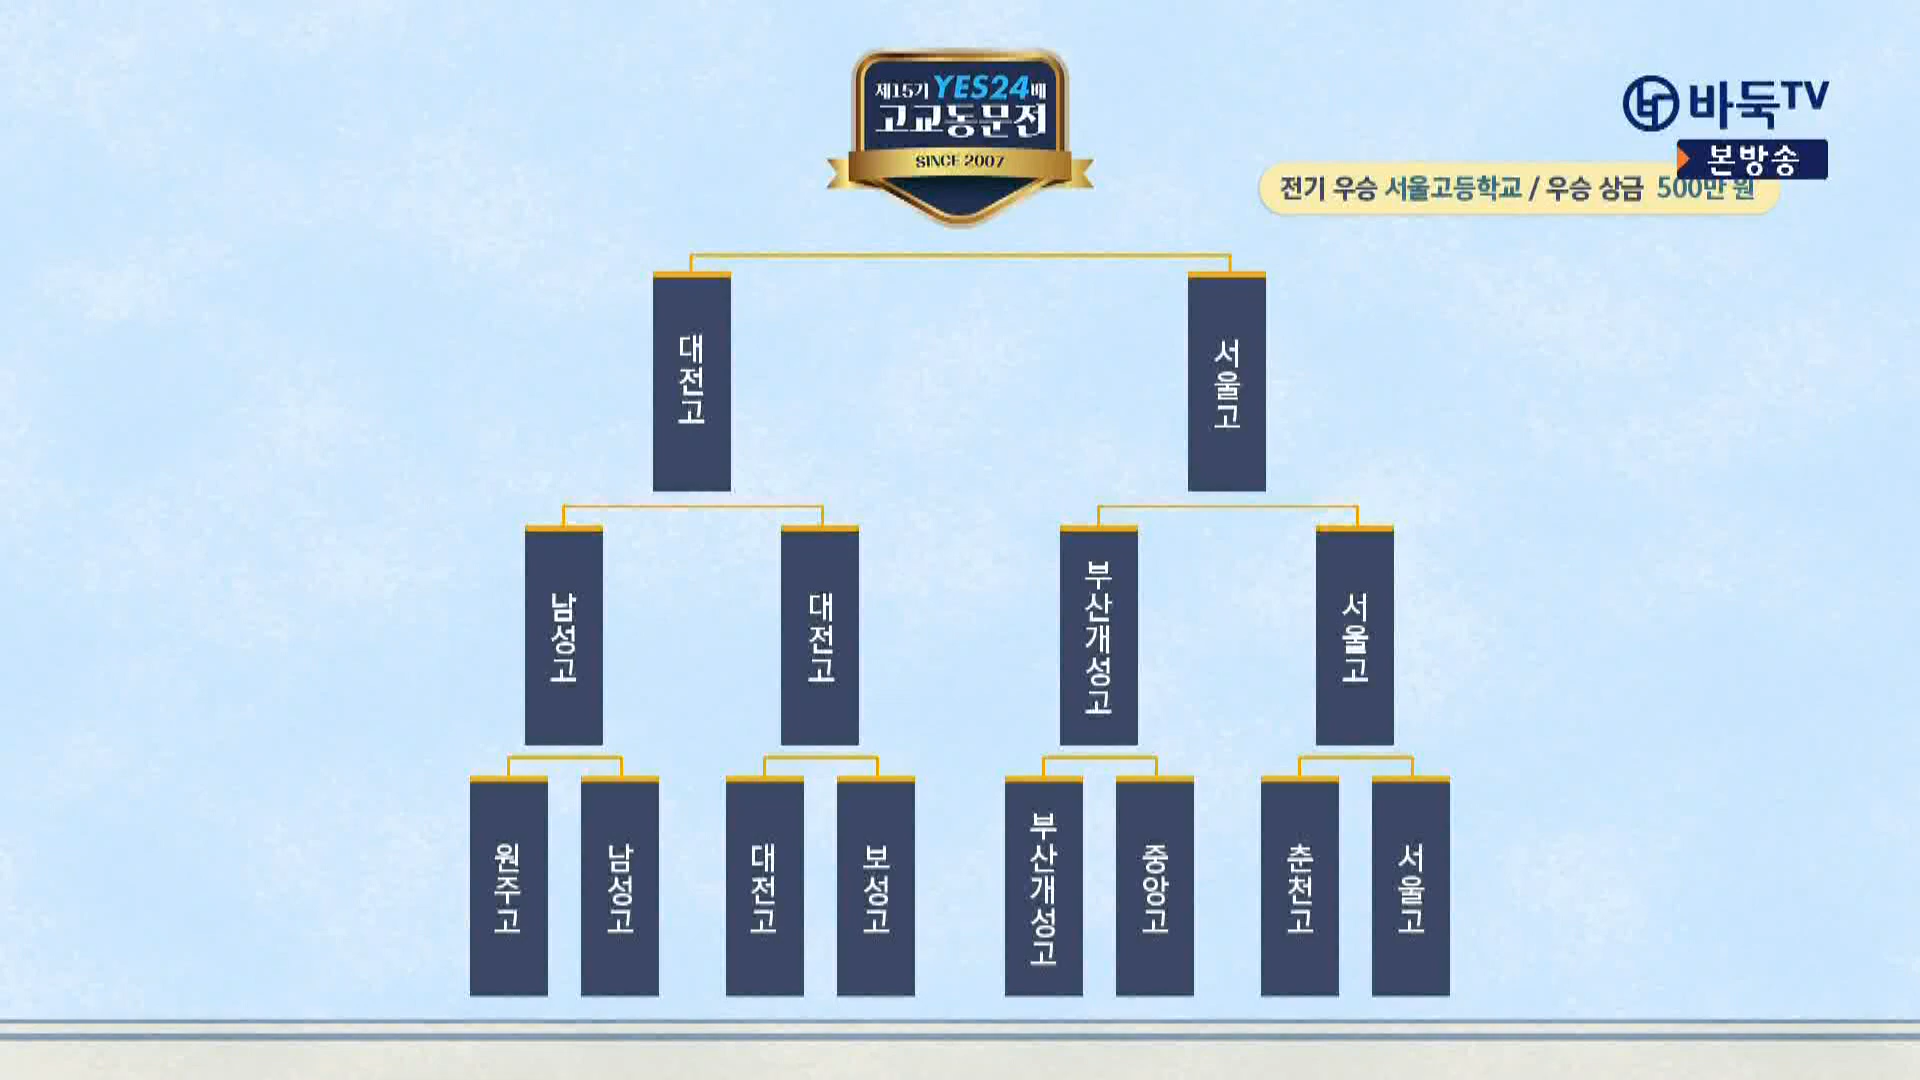 제15기 YES24배
고교동문전
SINCE 2007
바둑TV
본방송
전기 우승 서울고등학교 / 우승 상금 500만 원
대전고
서울고
남성고
대전고
부산개성고
서울고
원주고
남성고
대전고
보성고
부산개성고
중앙고
춘천고
서울고